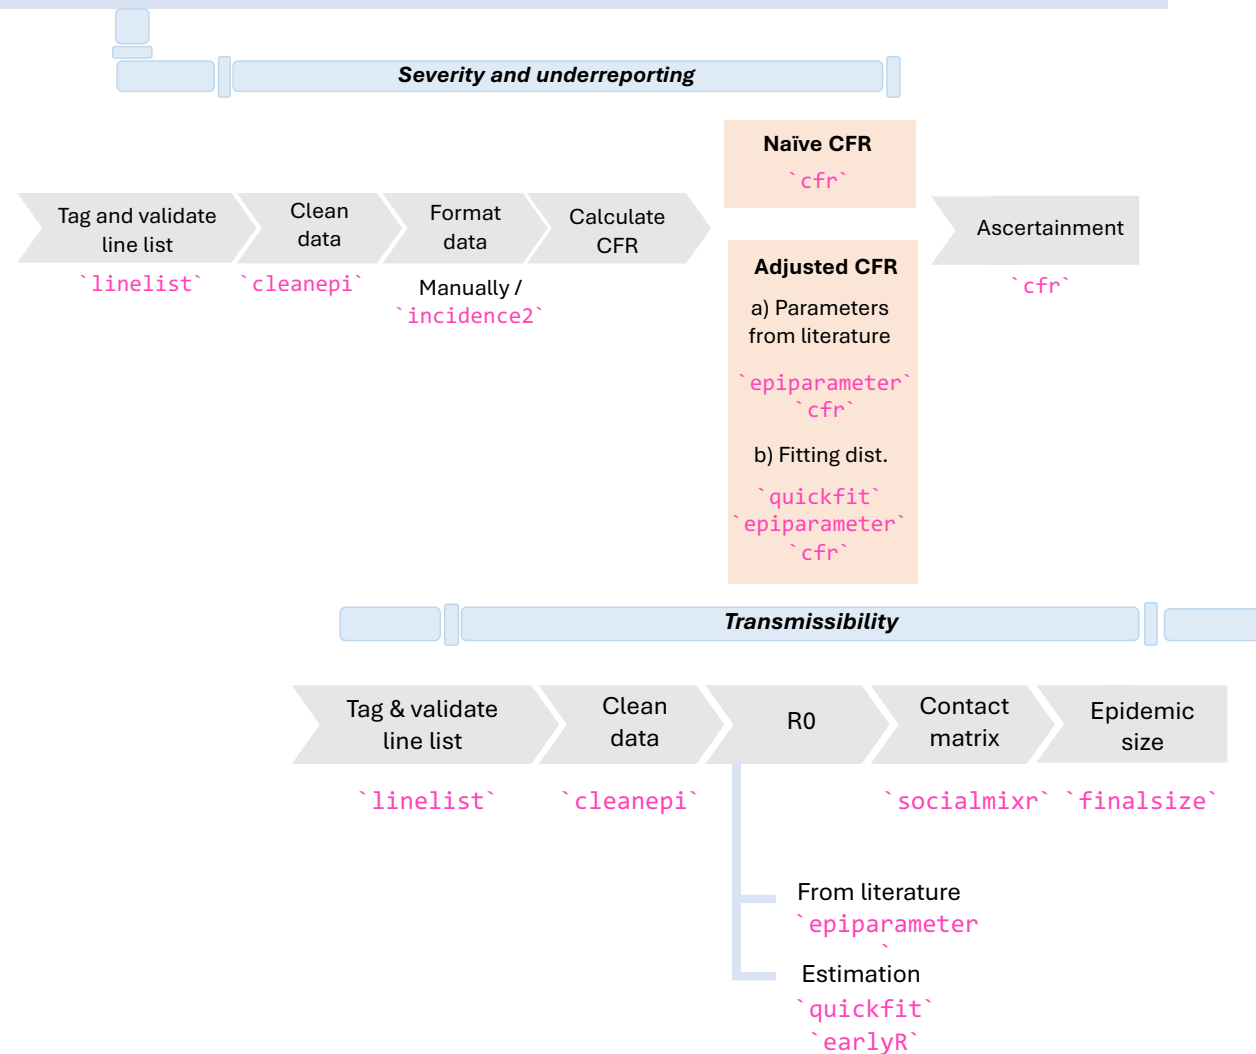 Severity and underreporting
Tag and validate
line list
`linelist`
Clean
data
`cleanepi`
Format
data
Manually /
`incidence2`
Calculate
CFR
Naïve CFR
`cfr`
Adjusted CFR
a) Parameters
from literature
`epiparameter`
`cfr`
b) Fitting dist.
`quickfit`
`epiparameter`
`cfr`
Ascertainment
`cfr`
Transmissibility
Tag & validate
line list
`linelist`
Clean
data
`cleanepi`
R0
From literature
`epiparameter
`
Estimation
`quickfit`
`earlyR`
Contact
matrix
`socialmixr`
Epidemic
size
`finalsize`